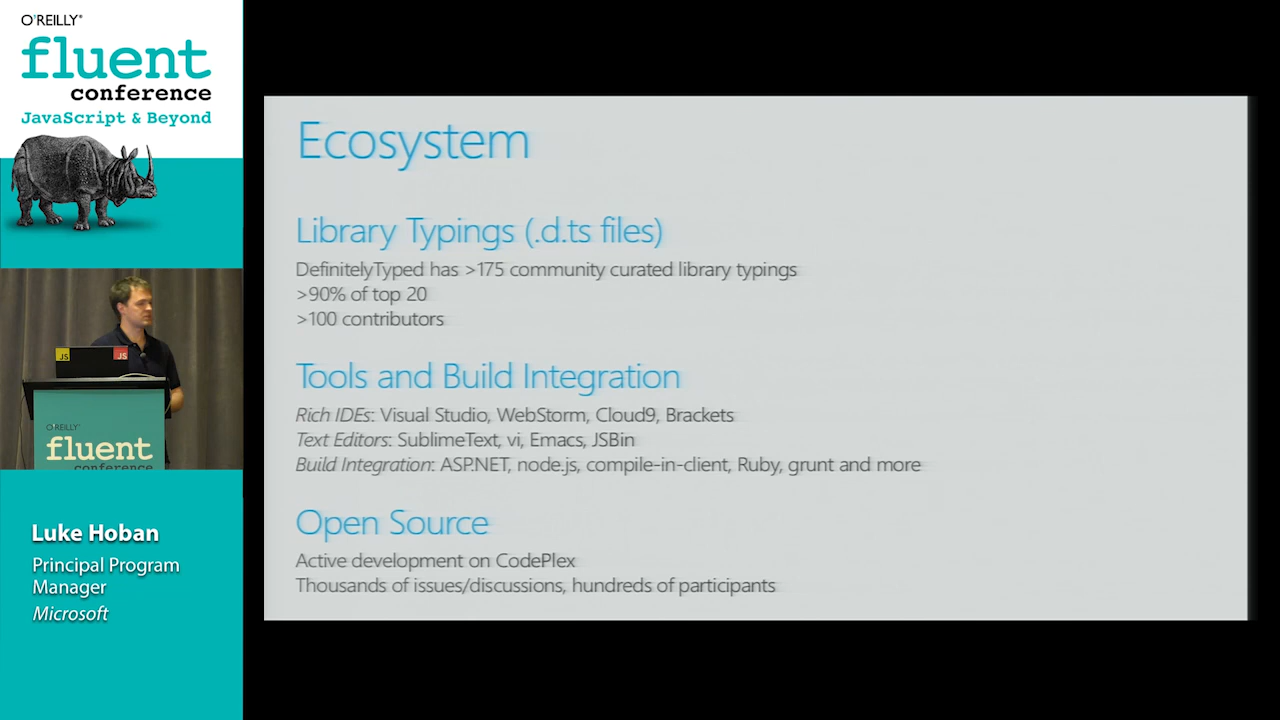 O'REILLY®
fluent
conference
JavaScript & Beyond
JS
JS
O'REILLY®
fluent
conference
Luke Hoban
Principal Program
Manager
Microsoft
Ecosystem
Library Typings (.d.ts files)
DefinitelyTyped has >175 community curated library typings
>90% of top 20
>100 contributors
Tools and Build Integration
Rich IDEs: Visual Studio, WebStorm, Cloud9, Brackets
Text Editors: SublimeText, vi, Emacs, JSBin
Build Integration: ASP.NET, node.js, compile-in-client, Ruby, grunt and more
Open Source
Active development on CodePlex
Thousands of issues/discussions, hundreds of participants